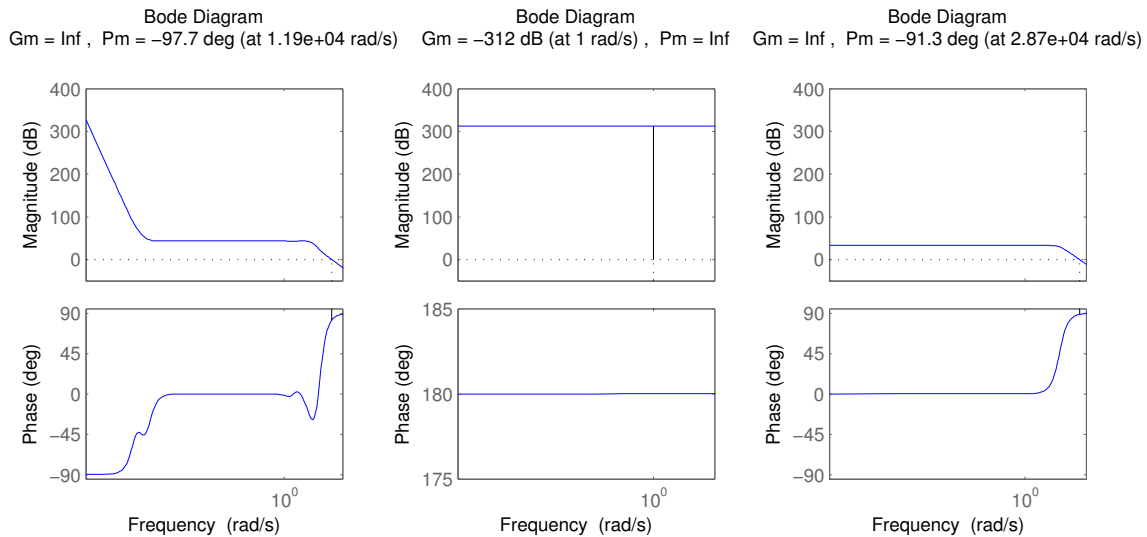 Bode Diagram
Gm = Inf , Pm = −97.7 deg (at 1.19e+04 rad/s)
Magnitude (dB)
400
300
200
100
0
Phase (deg)
90
45
0
−45
−90
10^0
Frequency (rad/s)
Bode Diagram
Gm = −312 dB (at 1 rad/s) , Pm = Inf
Magnitude (dB)
400
300
200
100
0
Phase (deg)
185
180
175
10^0
Frequency (rad/s)
Bode Diagram
Gm = Inf , Pm = −91.3 deg (at 2.87e+04 rad/s)
Magnitude (dB)
400
300
200
100
0
Phase (deg)
90
45
0
−45
−90
10^0
Frequency (rad/s)